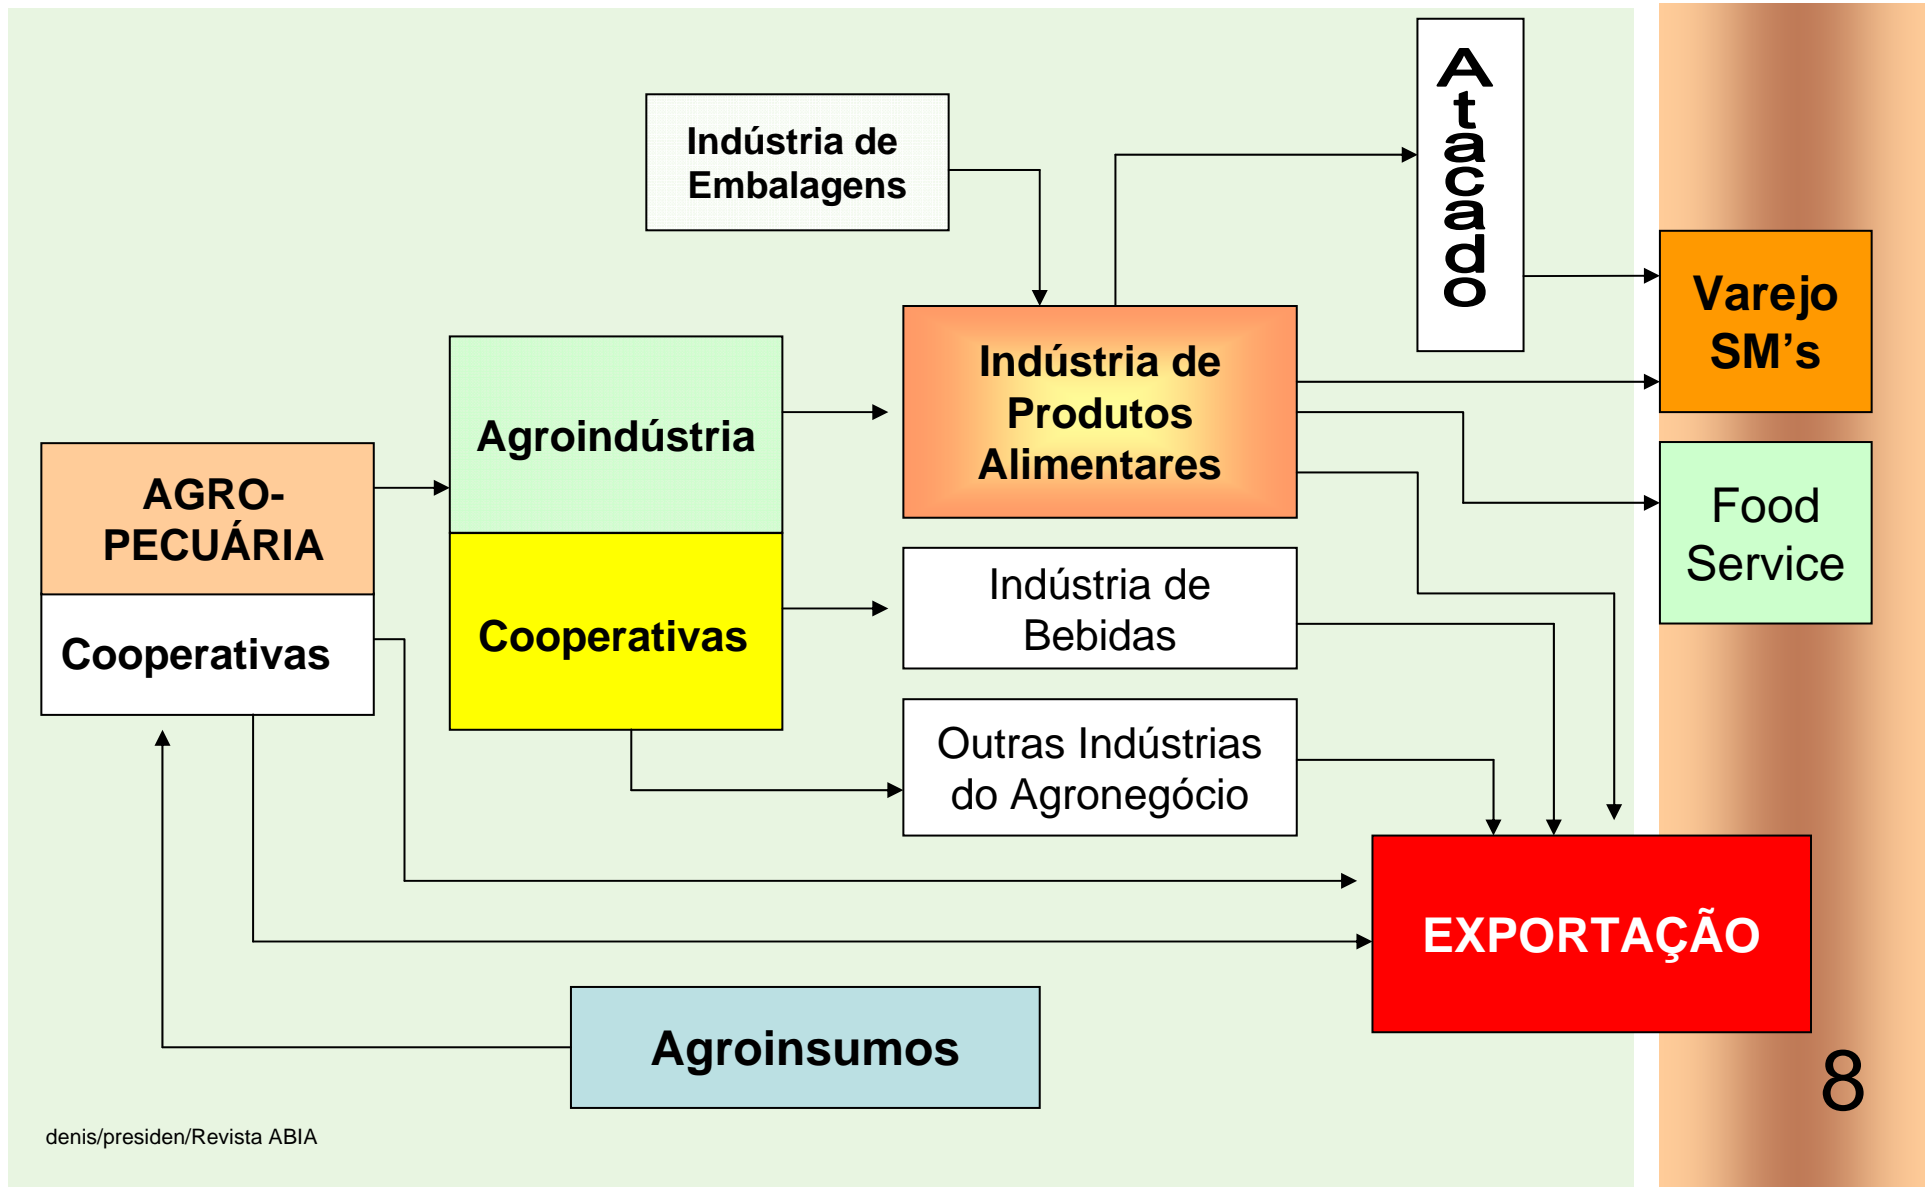 Atacado
Indústria de
Embalagens
Varejo
SM’s
Indústria de
Produtos
Alimentares
Agroindústria
AGRO-
PECUÁRIA
Food
Service
Indústria de
Bebidas
Cooperativas
Cooperativas
Outras Indústrias
do Agronegócio
EXPORTAÇÃO
Agroinsumos
8
denis/presiden/Revista ABIA